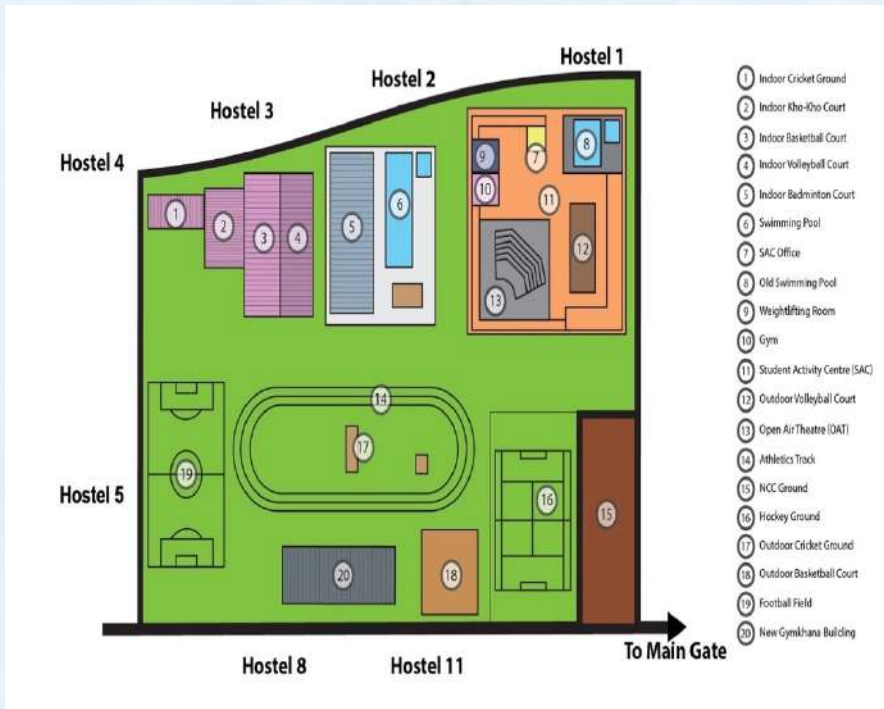 Hostel 1
Hostel 2
Hostel 3
Hostel 4
1
2
3
4
5
6
7
8
9
10
11
12
13
14
17
19
16
15
Hostel 5
20
18
Hostel 8
Hostel 11
To Main Gate
1 Indoor Cricket Ground
2 Indoor Kho-Kho Court
3 Indoor Basketball Court
4 Indoor Volleyball Court
5 Indoor Badminton Court
6 Swimming Pool
7 SAC Office
8 Old Swimming Pool
9 Weightlifting Room
10 Gym
11 Student Activity Centre (SAC)
12 Outdoor Volleyball Court
13 Open Air Theatre (OAT)
14 Athletics Track
15 NCC Ground
16 Hockey Ground
17 Outdoor Cricket Ground
18 Outdoor Basketball Court
19 Football Field
20 New Gymkhana Building